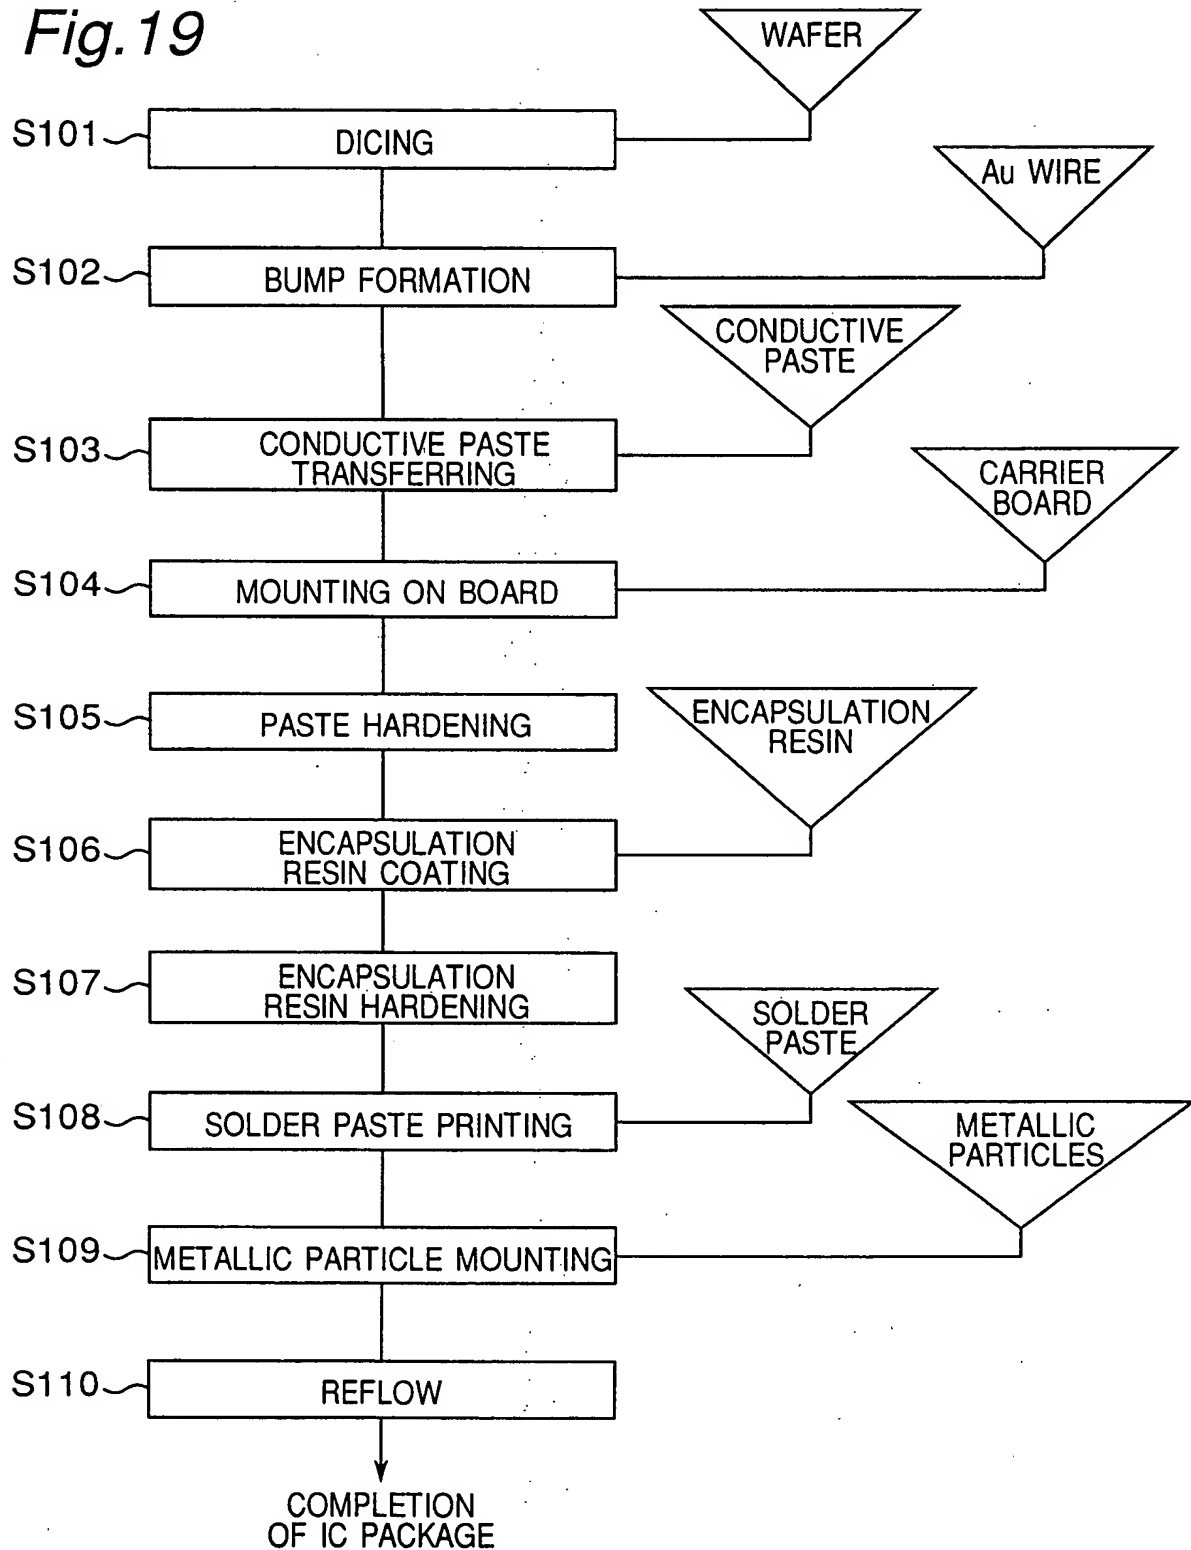 Fig.19
WAFER
S101
DICING
Au WIRE
S102
BUMP FORMATION
CONDUCTIVE
PASTE
S103
CONDUCTIVE PASTE
TRANSFERRING
CARRIER
BOARD
S104
MOUNTING ON BOARD
S105
PASTE HARDENING
ENCAPSULATION
RESIN
S106
ENCAPSULATION
RESIN COATING
S107
ENCAPSULATION
RESIN HARDENING
SOLDER
PASTE
S108
SOLDER PASTE PRINTING
METALLIC
PARTICLES
S109
METALLIC PARTICLE MOUNTING
S110
REFLOW
COMPLETION
OF IC PACKAGE